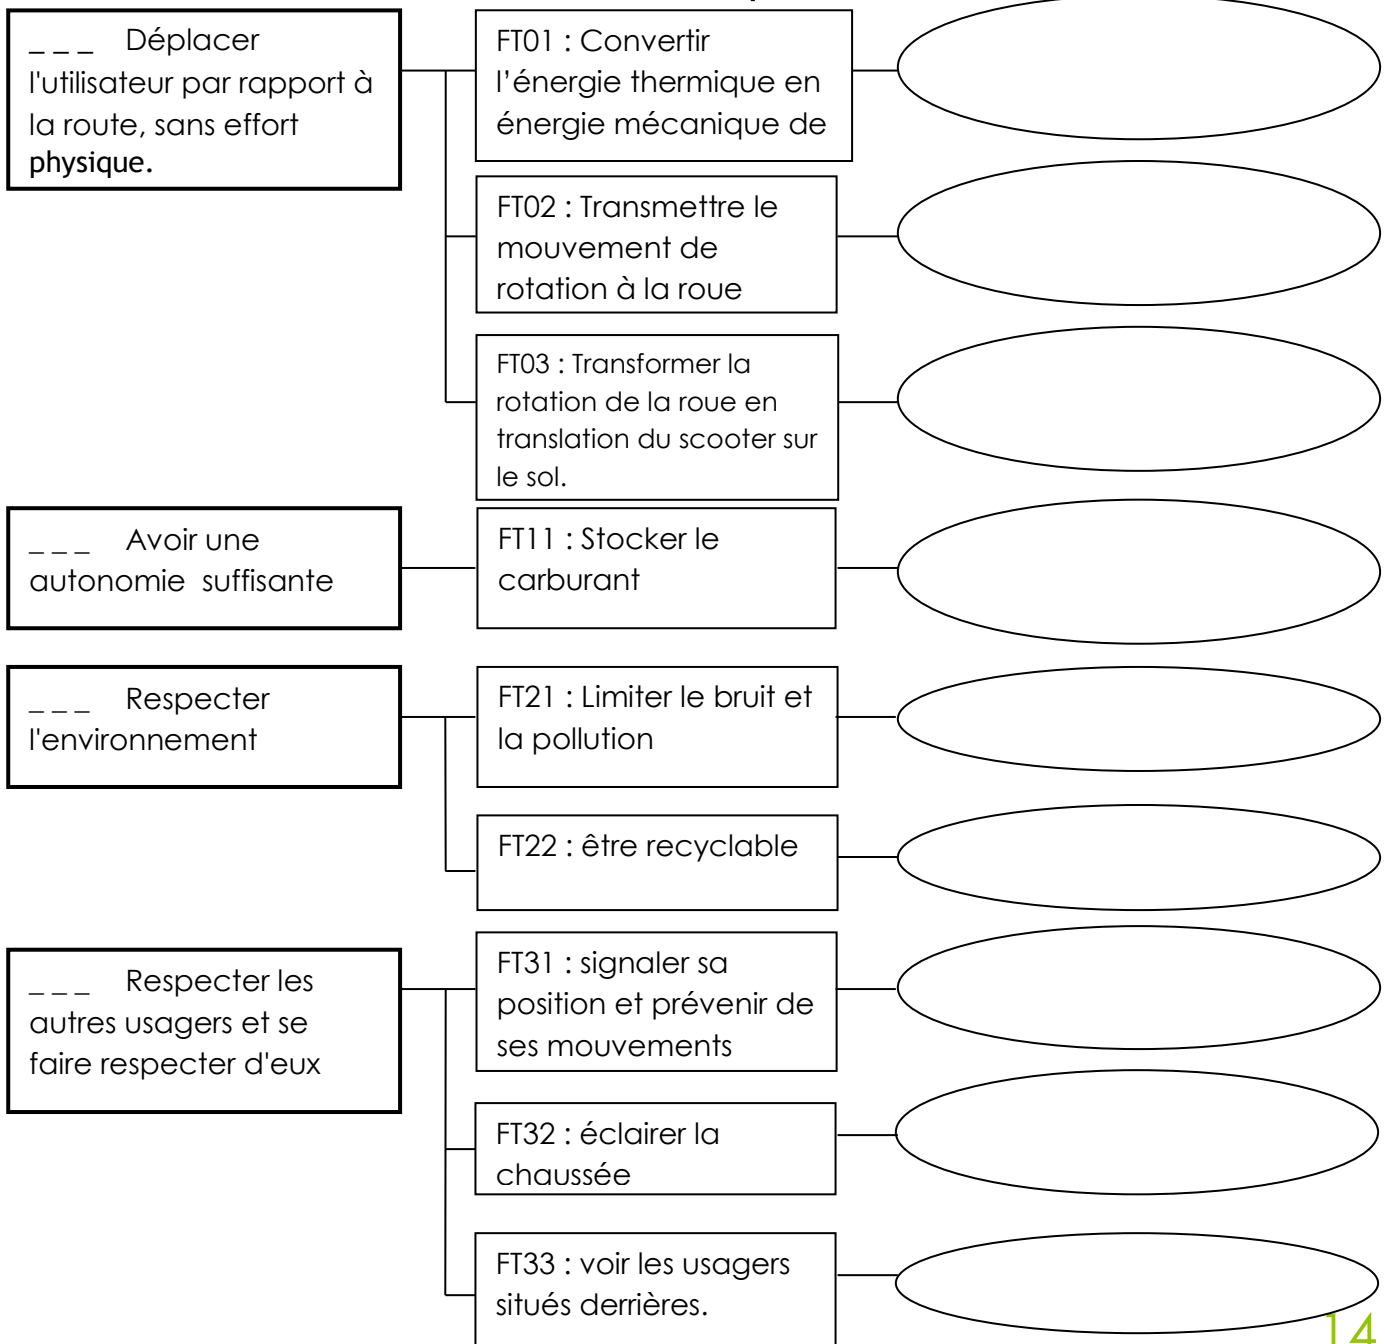 _ _ _ Déplacer
l'utilisateur par rapport à
la route, sans effort
physique.
FT01 : Convertir
l’énergie thermique en
énergie mécanique de
FT02 : Transmettre le
mouvement de
rotation à la roue
FT03 : Transformer la
rotation de la roue en
translation du scooter sur
le sol.
_ _ _ Avoir une
autonomie suffisante
FT11 : Stocker le
carburant
_ _ _ Respecter
l'environnement
FT21 : Limiter le bruit et
la pollution
FT22 : être recyclable
_ _ _ Respecter les
autres usagers et se
faire respecter d'eux
FT31 : signaler sa
position et prévenir de
ses mouvements
FT32 : éclairer la
chaussée
FT33 : voir les usagers
situés derrières.
14